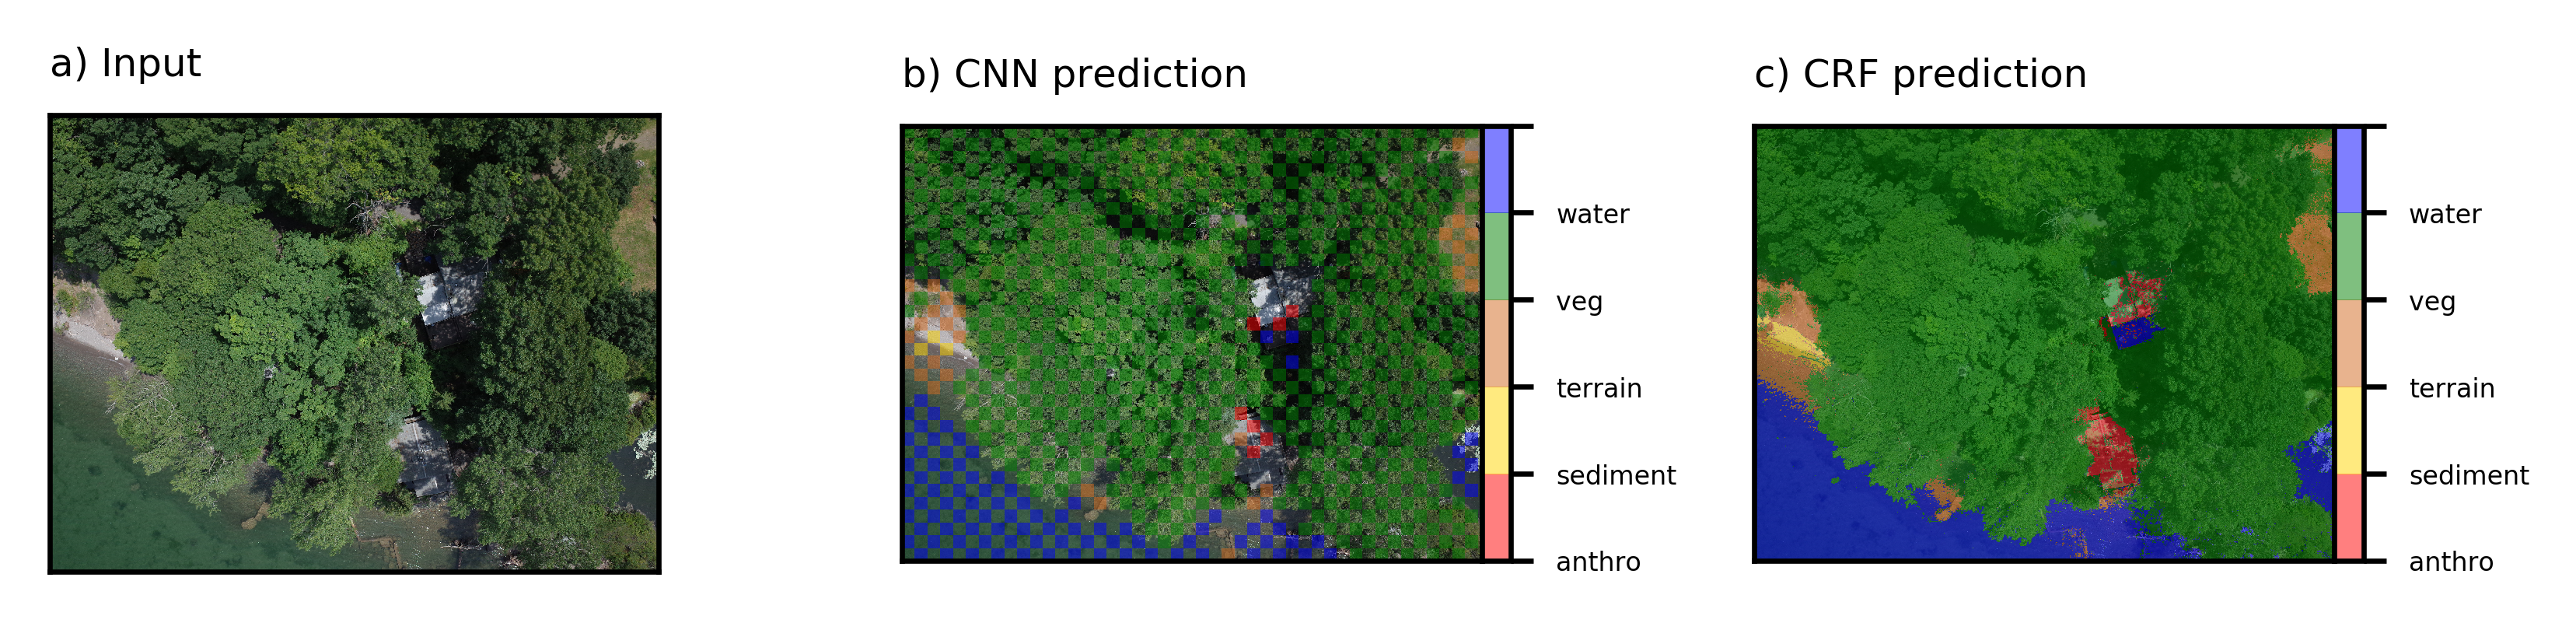 a) Input
b) CNN prediction
c) CRF prediction
water
veg
terrain
sediment
anthro
water
veg
terrain
sediment
anthro